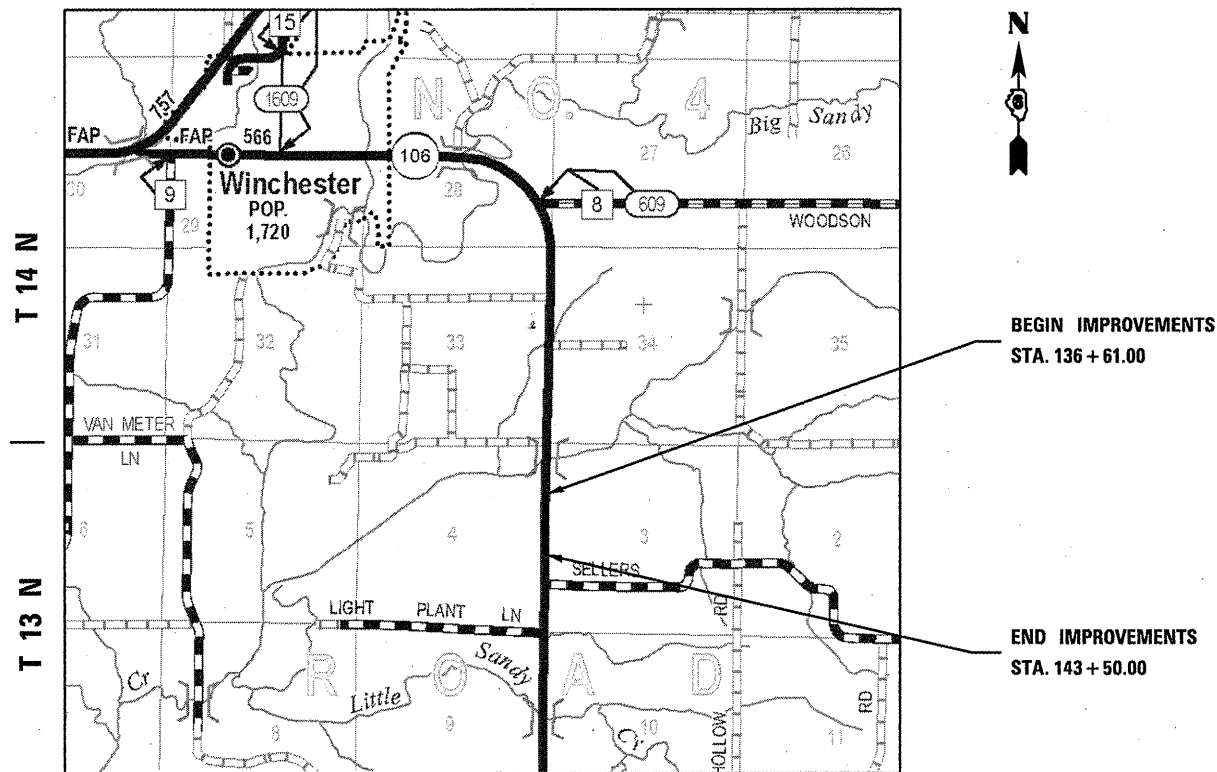 15
N
1609
N O. 4
757
Big Sandy
FAP
FAP
566
106
27
26
30
28
Winchester
POP.
1,720
9
29
8
609
WOODSON
T 14 N
31
32
33
34
35
BEGIN IMPROVEMENTS
STA. 136 + 61.00
VAN METER
LN
6
5
4
3
2
SELLERS
RD
LIGHT PLANT LN
T 13 N
END IMPROVEMENTS
STA. 143 + 50.00
R O A D
Sandy
Cr
Little
8
9
10
Cr
HOLLOW
11
RD